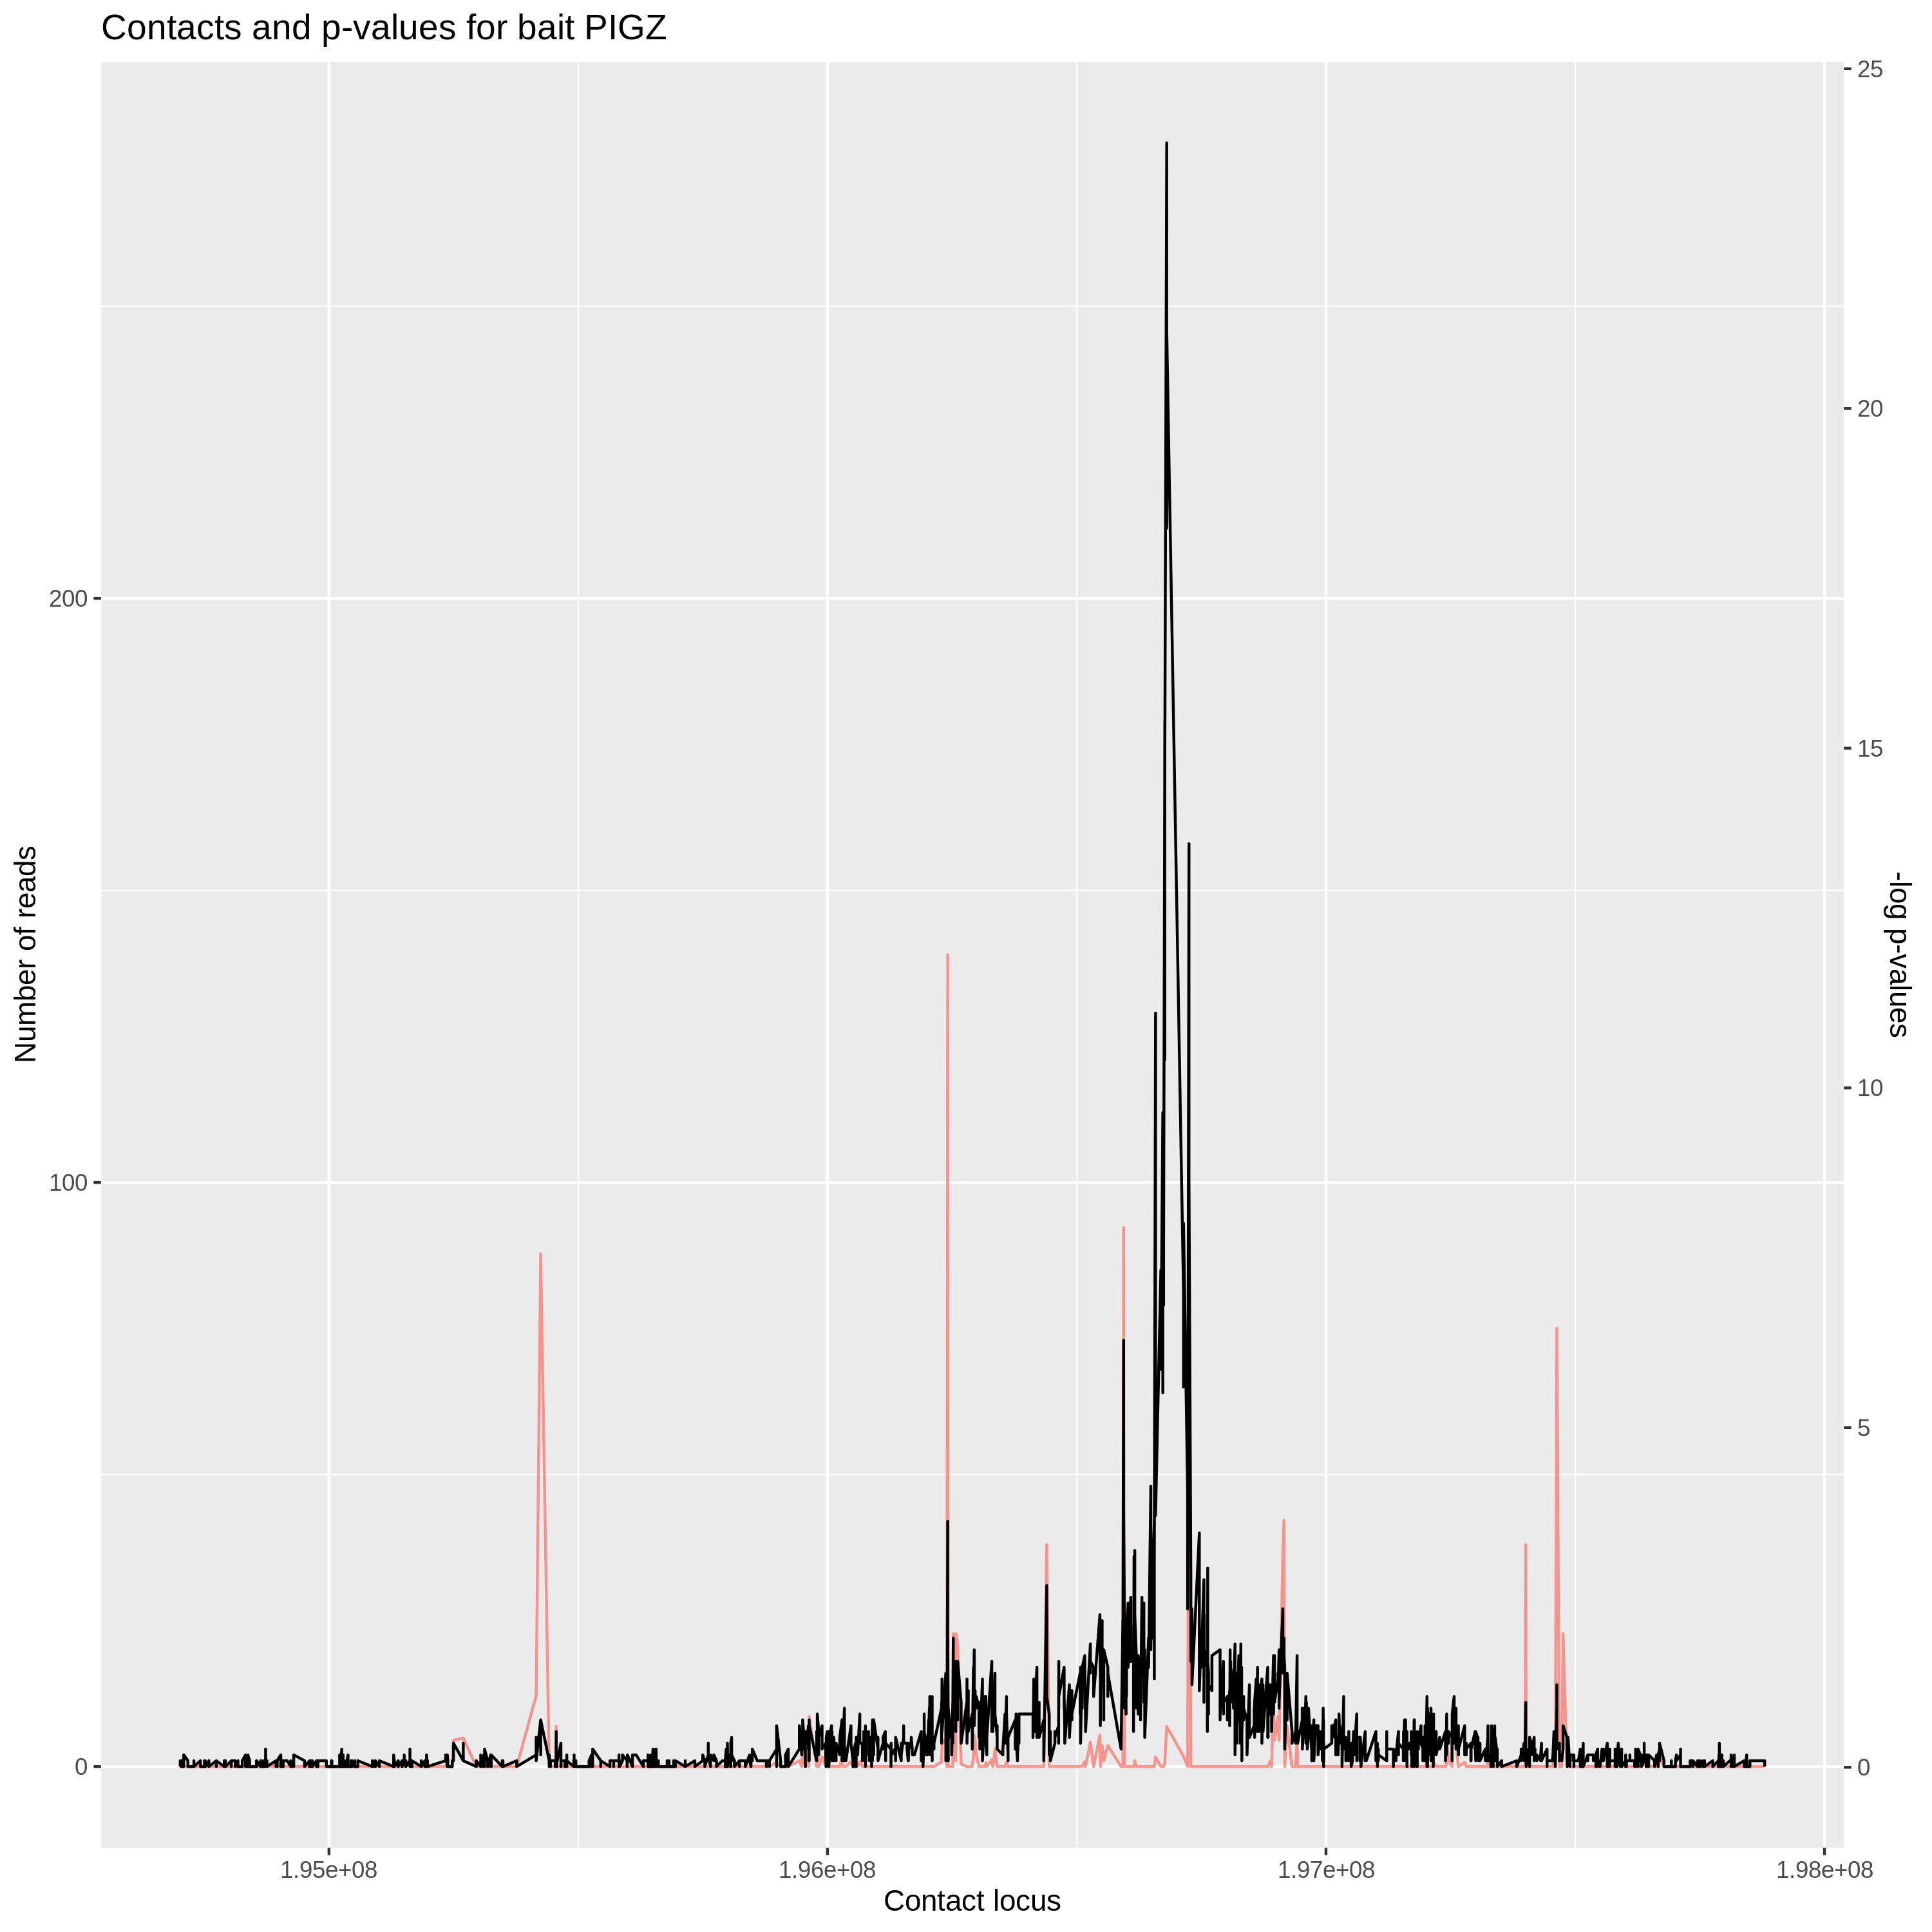 Contacts and p-values for bait PIGZ
25
20
15
10
5
0
-log p-values
200
100
0
Number of reads
1.95e+08
1.96e+08
1.97e+08
1.98e+08
Contact locus